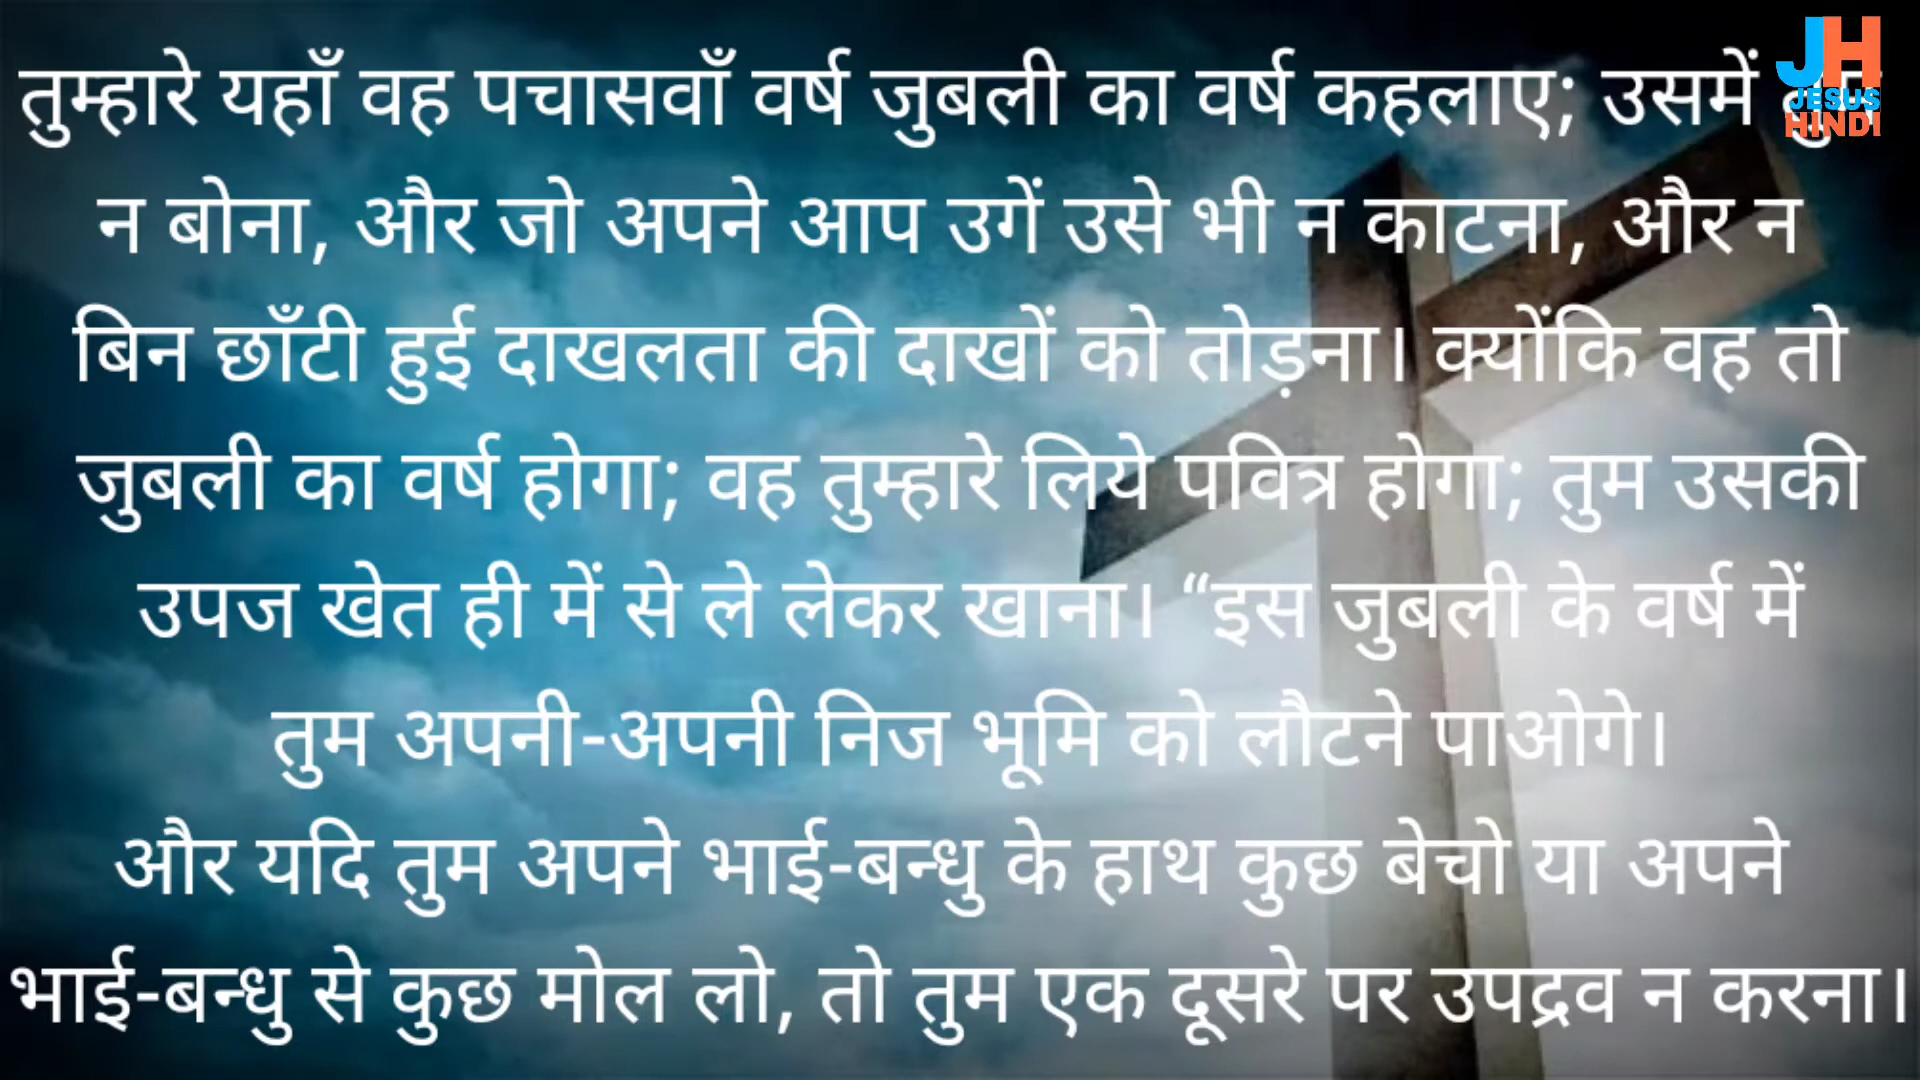 तुम्हारे यहाँ वह पचासवाँ वर्ष जुबली का वर्ष कहलाए; उसमें
न बोना, और जो अपने आप उगें उसे भी न काटना, और न
बिन छाँटी हुई दाखलता की दाखों को तोड़ना। क्योंकि वह तो
जुबली का वर्ष होगा; वह तुम्हारे लिये पवित्र होगा; तुम उसकी
उपज खेत ही में से ले लेकर खाना। “इस जुबली के वर्ष में
तुम अपनी-अपनी निज भूमि को लौटने पाओगे।
और यदि तुम अपने भाई-बन्धु के हाथ कुछ बेचो या अपने
भाई-बन्धु से कुछ मोल लो, तो तुम एक दूसरे पर उपद्रव न करना।
JH
JESUS
HINDI